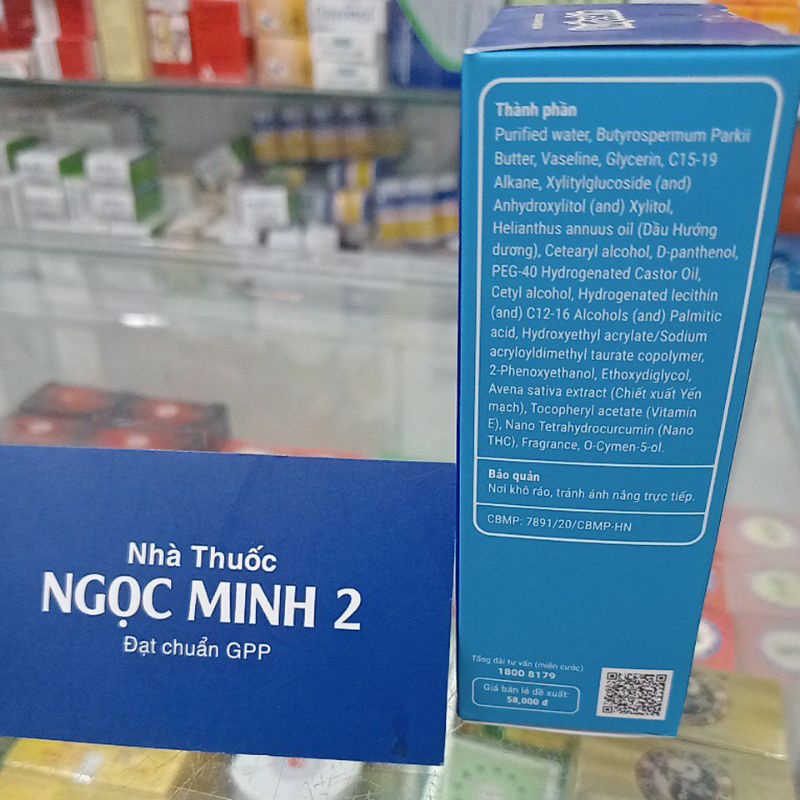 Thành phần
Purified water, Butyrospermum Parkii
Butter, Vaseline, Glycerin, C15-19
Alkane, Xylitylglucoside (and)
Anhydroxylitol (and) Xylitol,
Helianthus annuus oil (Dầu Hướng
dương), Cetearyl alcohol, D-panthenol,
PEG-40 Hydrogenated Castor Oil,
Cetyl alcohol, Hydrogenated lecithin
(and) C12-16 Alcohols (and) Palmitic
acid, Hydroxyethyl acrylate/Sodium
acryloyldimethyl taurate copolymer,
2-Phenoxyethanol, Ethoxydiglycol,
Avena sativa extract (Chiết xuất Yến
mạch), Tocopheryl acetate (Vitamin
E), Nano Tetrahydrocurcumin (Nano
THC), Fragrance, O-Cymen-5-ol.
Bảo quản
Nơi khô ráo, tránh ánh nắng trực tiếp.
CBMP: 7891/20/CBMP-HN
Tổng đài tư vấn (miễn cước)
1800 8179
Giá bán lẻ đề xuất:
58,000 đ
Nhà Thuốc
NGỌC MINH 2
Đạt chuẩn GPP